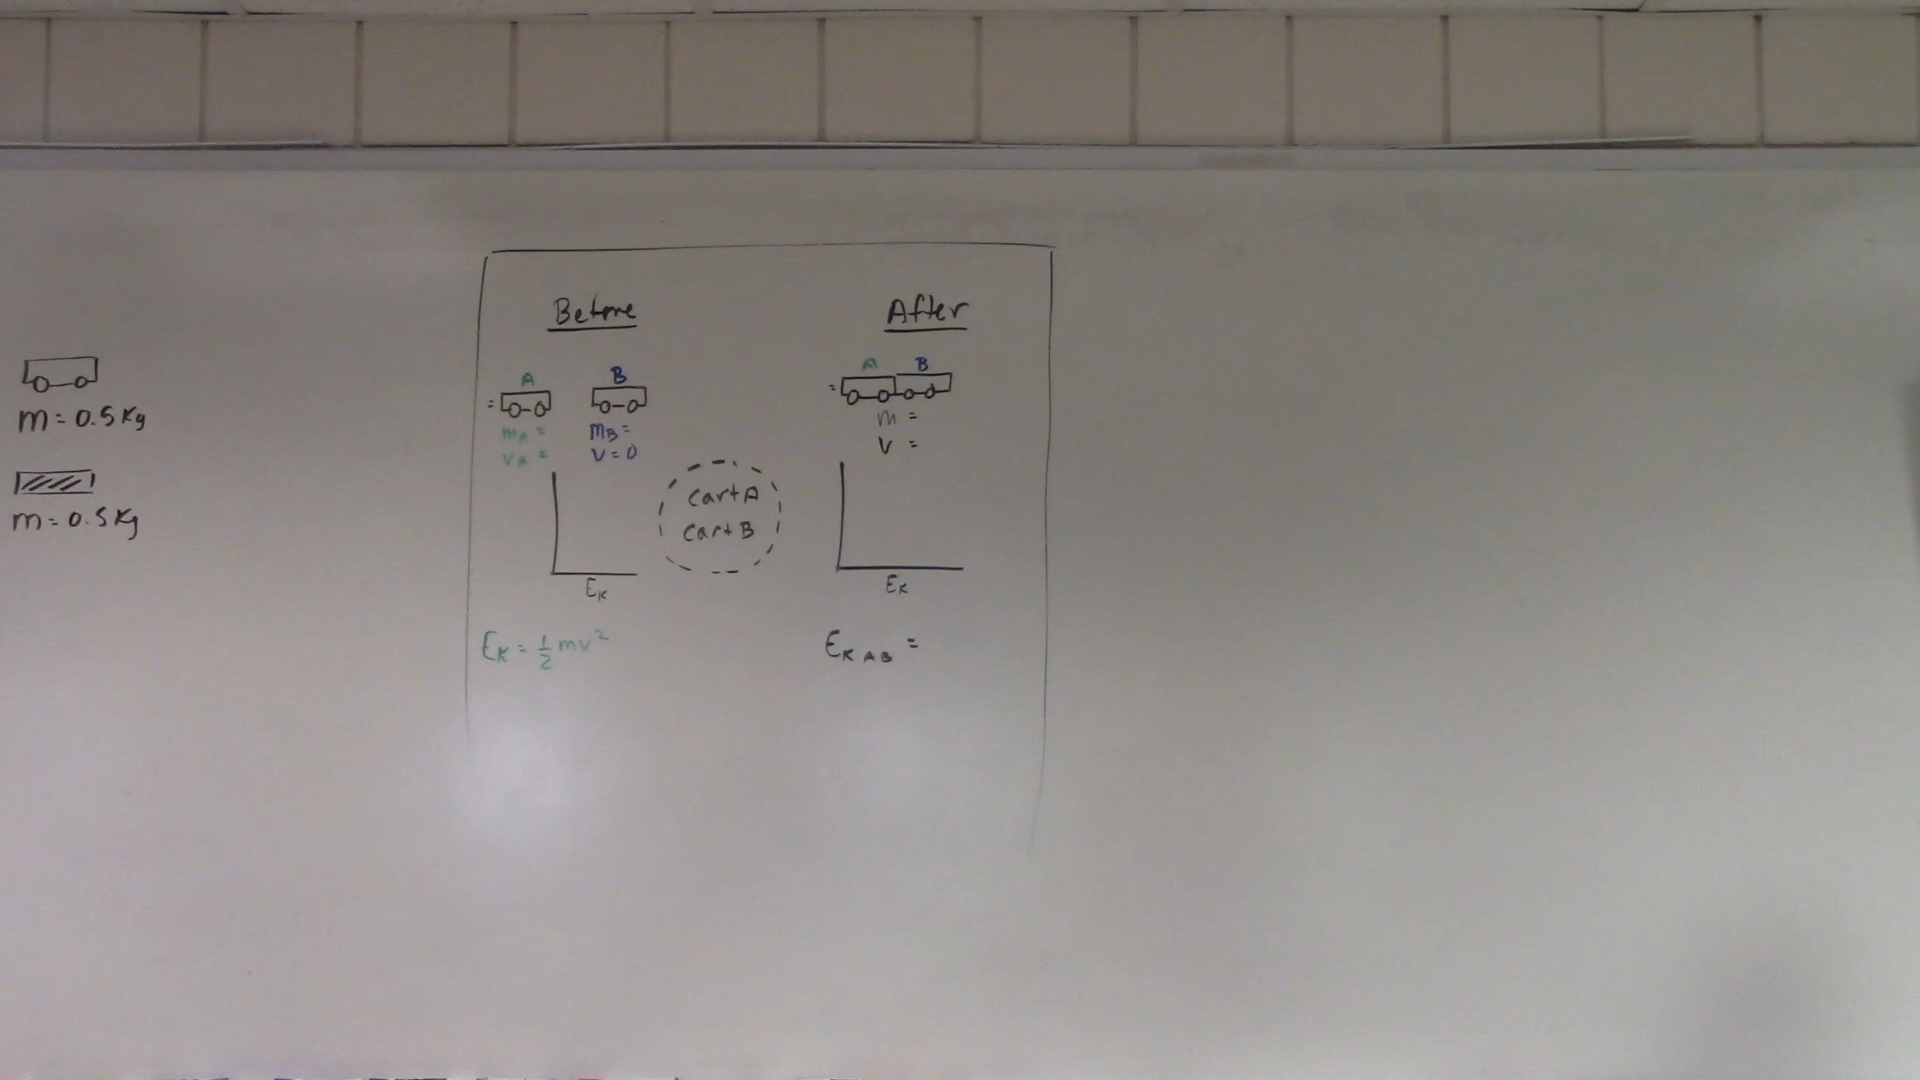 m = 0.5 Kg
m = 0.5 Kg
Before
After
A
B
A B
mA =
mB =
vA =
v = 0
m =
v =
cart A
cart B
EK
EK
EK = 1/2 mv²
EK AB =